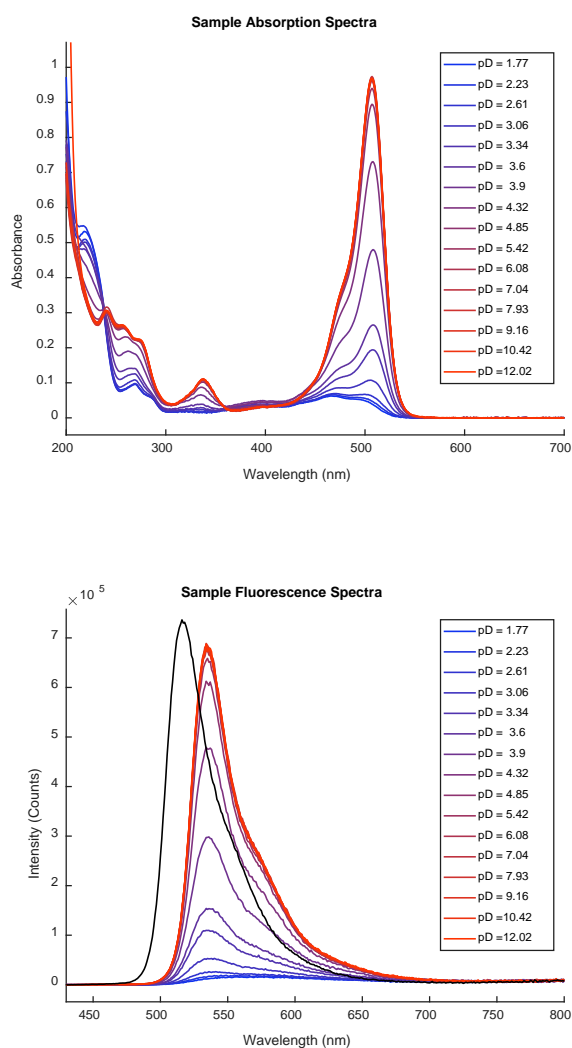 Sample Absorption Spectra
1
0.9
0.8
0.7
0.6
0.5
0.4
0.3
0.2
0.1
0
Absorbance
200 300 400 500 600 700
Wavelength (nm)
pD = 1.77
pD = 2.23
pD = 2.61
pD = 3.06
pD = 3.34
pD = 3.6
pD = 3.9
pD = 4.32
pD = 4.85
pD = 5.42
pD = 6.08
pD = 7.04
pD = 7.93
pD = 9.16
pD =10.42
pD =12.02
Sample Fluorescence Spectra
× 10 5
7
6
5
4
3
2
1
0
Intensity (Counts)
450 500 550 600 650 700 750 800
Wavelength (nm)
pD = 1.77
pD = 2.23
pD = 2.61
pD = 3.06
pD = 3.34
pD = 3.6
pD = 3.9
pD = 4.32
pD = 4.85
pD = 5.42
pD = 6.08
pD = 7.04
pD = 7.93
pD = 9.16
pD =10.42
pD =12.02